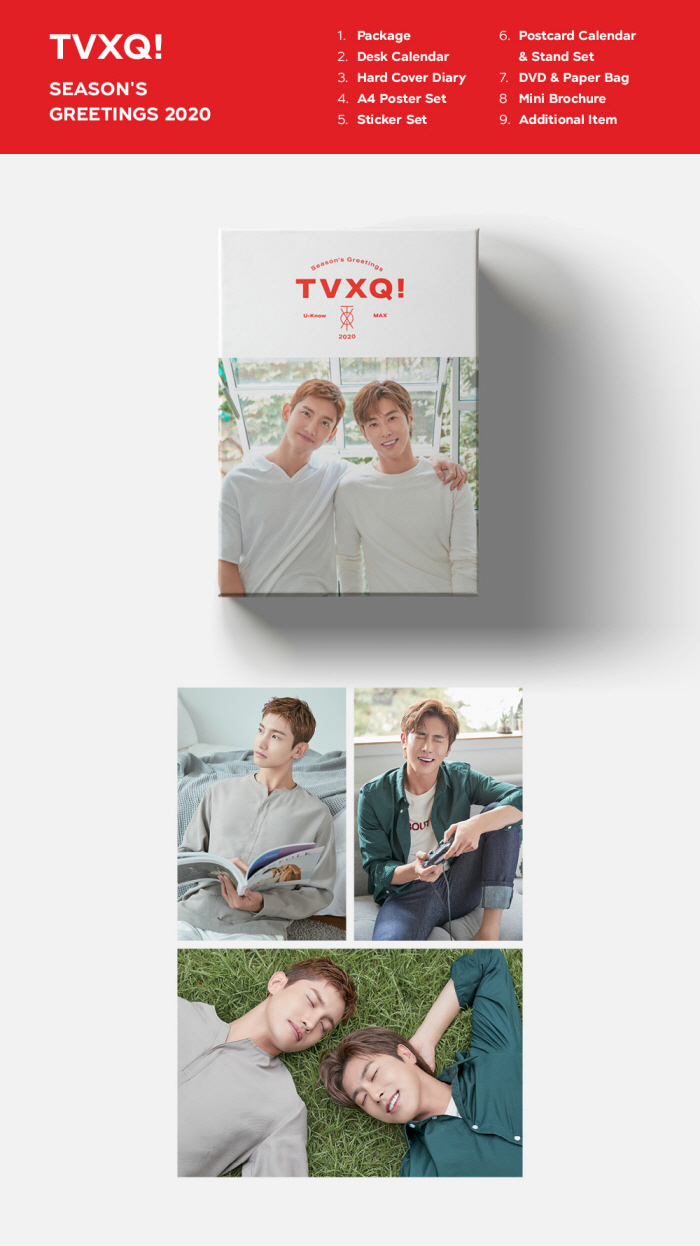 TVXQ!
SEASON'S
GREETINGS 2020
1. Package
2. Desk Calendar
3. Hard Cover Diary
4. A4 Poster Set
5. Sticker Set
6. Postcard Calendar
& Stand Set
7. DVD & Paper Bag
8 Mini Brochure
9. Additional Item
Season's Greetings
TVXQ!
U-Know
MAX
2020